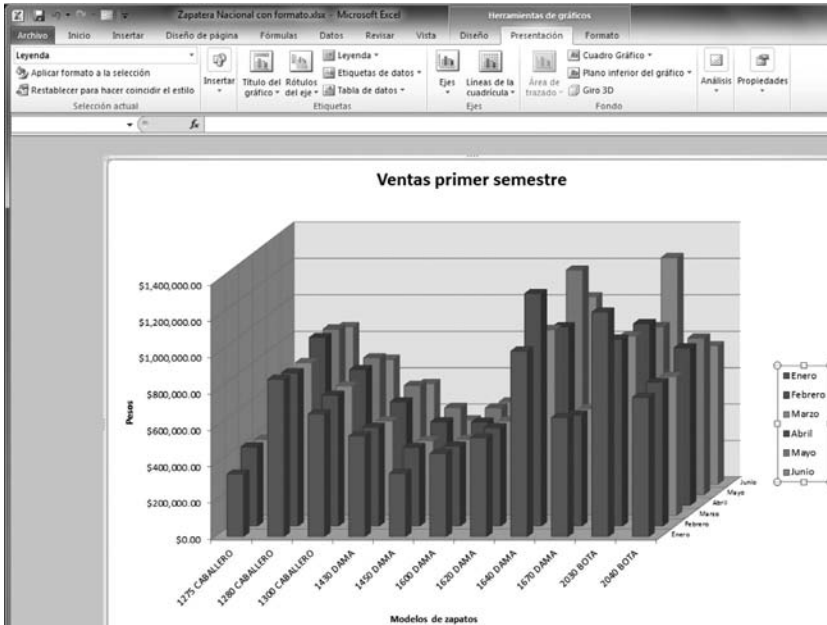 Zapatera Nacional con formato.xlsx - Microsoft Excel
Herramientas de gráficos
Archivo Inicio Insertar Diseño de página Fórmulas Datos Revisar Vista Diseño Presentación Formato
Leyenda
Aplicar formato a la selección
Restablecer para hacer coincidir el estilo
Selección actual
Insertar
Título del gráfico
Rótulos del eje
Leyenda
Etiquetas de datos
Tabla de datos
Etiquetas
Ejes
Líneas de la cuadrícula
Ejes
Área de trazado
Cuadro Gráfico
Plano inferior del gráfico
Giro 3D
Fondo
Análisis
Propiedades
fx
Ventas primer semestre
$1,400,000.00
$1,200,000.00
$1,000,000.00
$800,000.00
$600,000.00
$400,000.00
$200,000.00
$0.00
Pesos
1275 CABALLERO
1280 CABALLERO
1300 CABALLERO
1430 DAMA
1450 DAMA
1600 DAMA
1620 DAMA
1640 DAMA
1670 DAMA
2030 BOTA
2040 BOTA
Modelos de zapatos
Junio
Mayo
Abril
Marzo
Febrero
Enero
Enero
Febrero
Marzo
Abril
Mayo
Junio